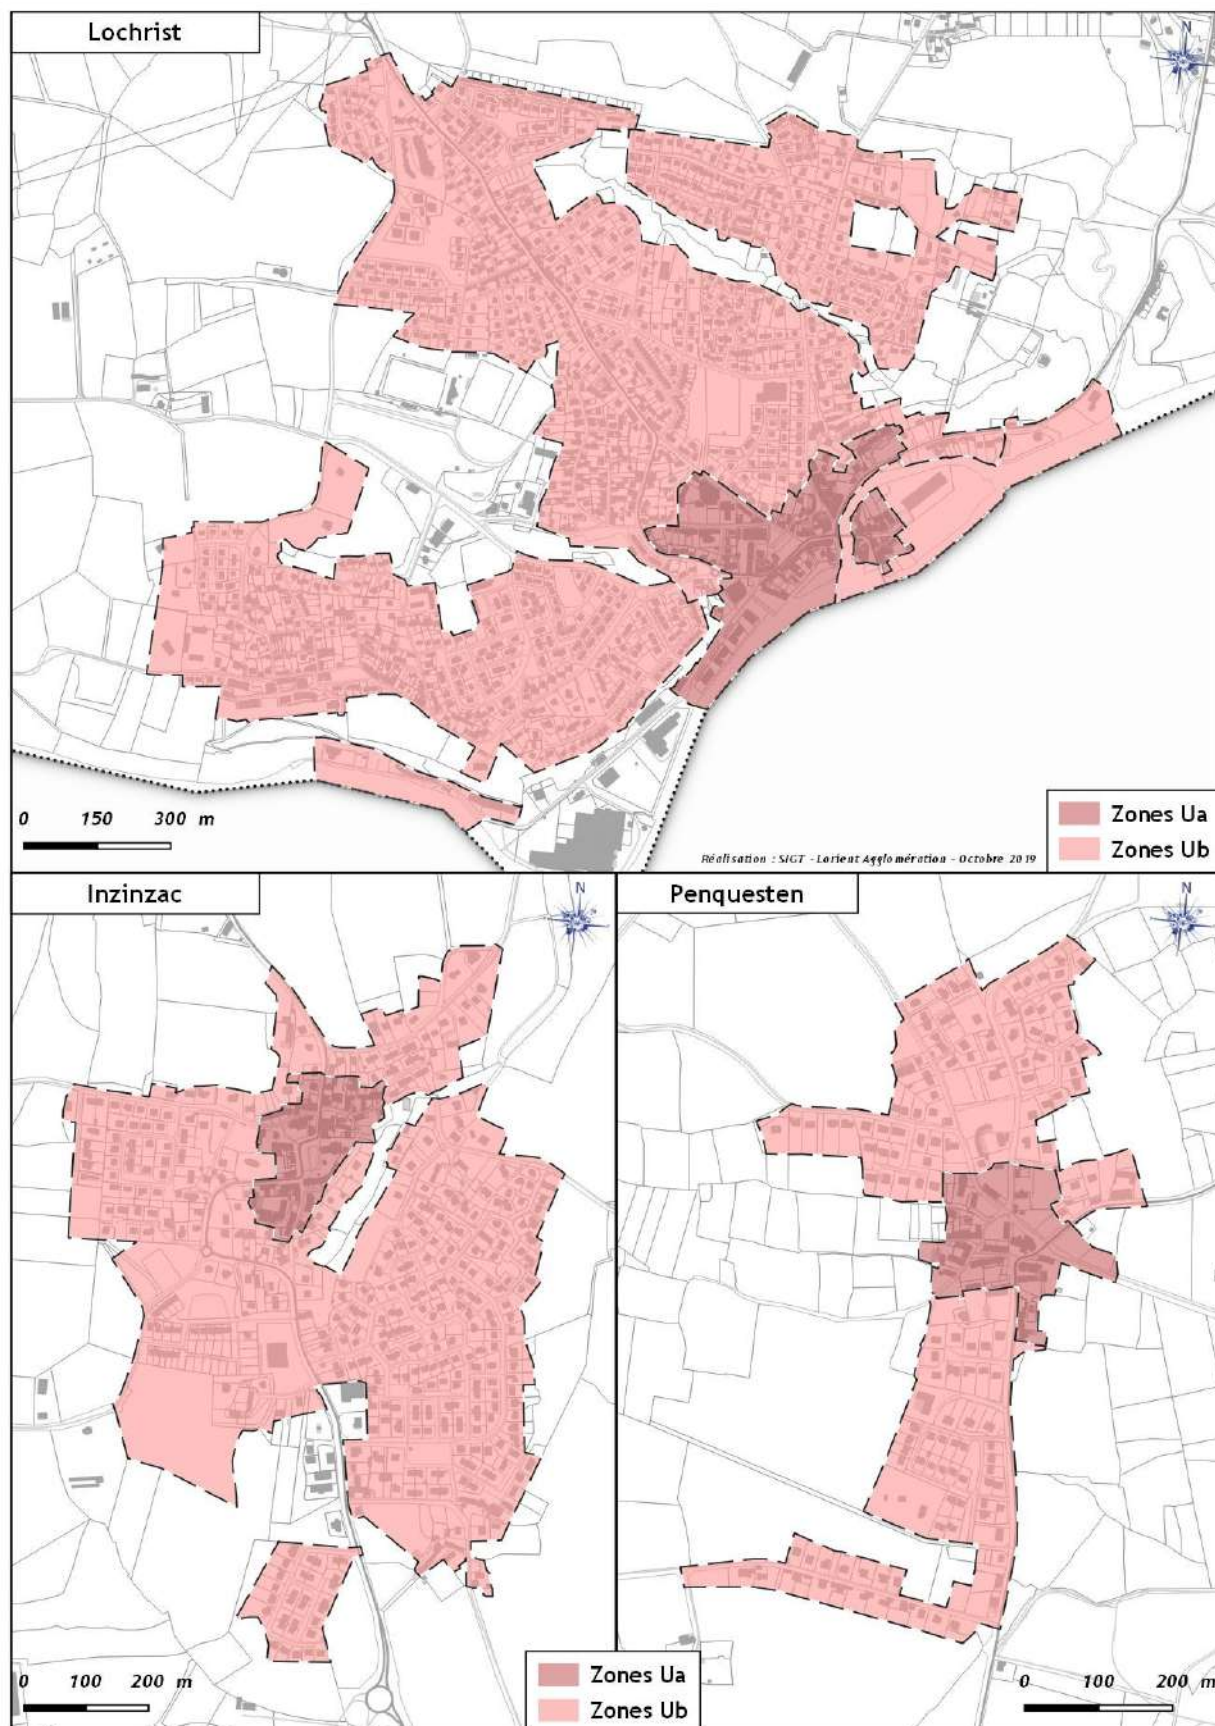 Lochrist
N
0 150 300 m
Zones Ua
Zones Ub
Réalisation : SIGT - Lorient Agglomération - Octobre 2019
Inzinzac
N
0 100 200 m
Zones Ua
Zones Ub
Penquesten
N
0 100 200 m